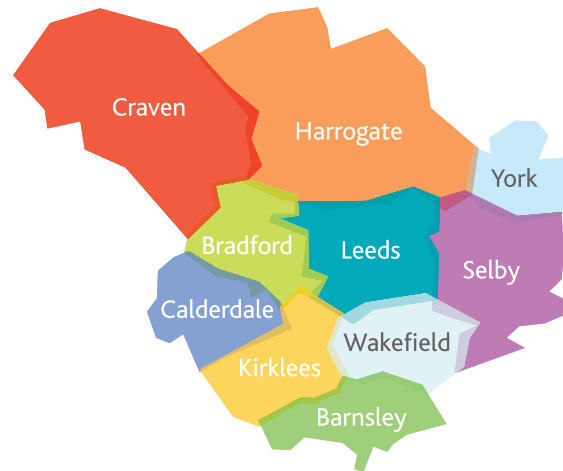 Craven
Harrogate
York
Bradford
Leeds
Selby
Calderdale
Wakefield
Kirklees
Barnsley